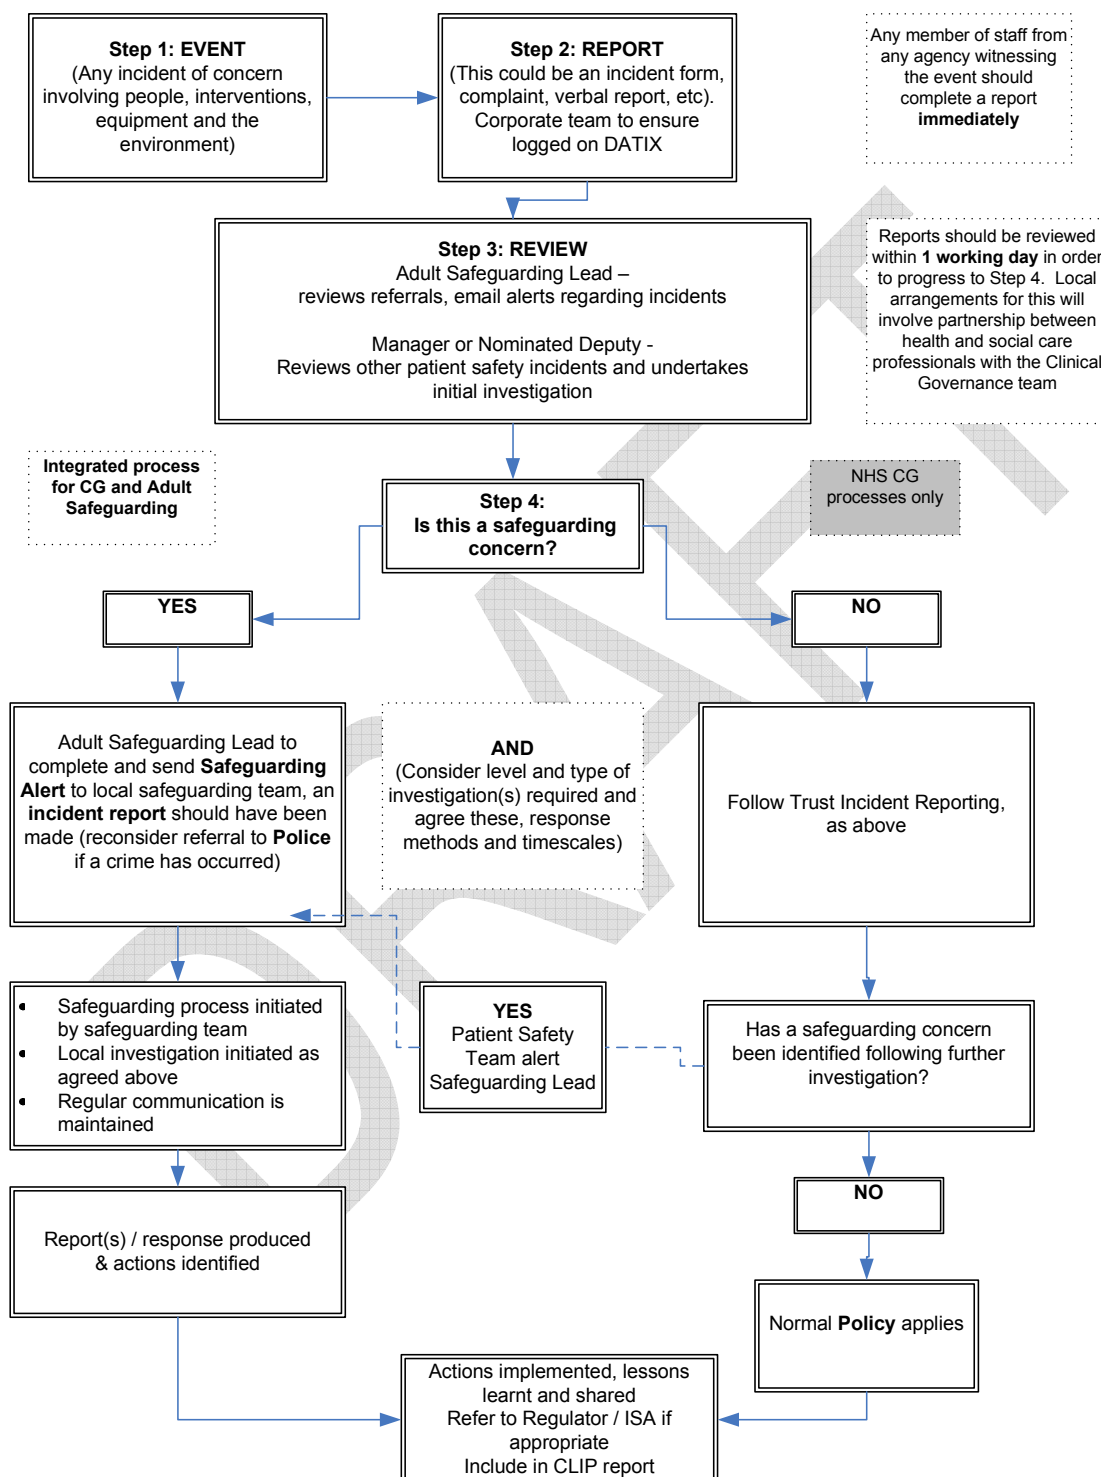 Step 1: EVENT
(Any incident of concern
involving people, interventions,
equipment and the
environment)
Step 2: REPORT
(This could be an incident form,
complaint, verbal report, etc).
Corporate team to ensure
logged on DATIX
Any member of staff from
any agency witnessing
the event should
complete a report
immediately
Step 3: REVIEW
Adult Safeguarding Lead –
reviews referrals, email alerts regarding incidents
Manager or Nominated Deputy -
Reviews other patient safety incidents and undertakes
initial investigation
Reports should be reviewed
within 1 working day in order
to progress to Step 4. Local
arrangements for this will
involve partnership between
health and social care
professionals with the Clinical
Governance team
Integrated process
for CG and Adult
Safeguarding
Step 4:
Is this a safeguarding
concern?
NHS CG
processes only
YES
NO
Adult Safeguarding Lead to
complete and send Safeguarding
Alert to local safeguarding team, an
incident report should have been
made (reconsider referral to Police
if a crime has occurred)
AND
(Consider level and type of
investigation(s) required and
agree these, response
methods and timescales)
Follow Trust Incident Reporting,
as above
• Safeguarding process initiated
by safeguarding team
• Local investigation initiated as
agreed above
• Regular communication is
maintained
YES
Patient Safety
Team alert
Safeguarding Lead
Has a safeguarding concern
been identified following further
investigation?
NO
Report(s) / response produced
& actions identified
Normal Policy applies
Actions implemented, lessons
learnt and shared
Refer to Regulator / ISA if
appropriate
Include in CLIP report
DRAFT